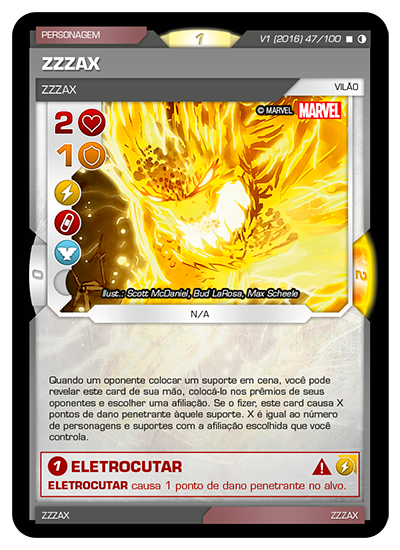 PERSONAGEM
1
V1 (2016) 47/100
ZZZAX
ZZZAX
VILÃO
© MARVEL MARVEL
2
1
0
2
Illust.: Scott McDaniel, Bud LaRosa, Max Scheele
N/A
Quando um oponente colocar um suporte em cena, você pode
revelar este card de sua mão, colocá-lo nos prêmios de seus
oponentes e escolher uma afiliação. Se o fizer, este card causa X
pontos de dano penetrante àquele suporte. X é igual ao número
de personagens e suportes com a afiliação escolhida que você
controla.
1 ELETROCUTAR
ELETROCUTAR causa 1 ponto de dano penetrante no alvo.
ZZZAX
ZZZAX